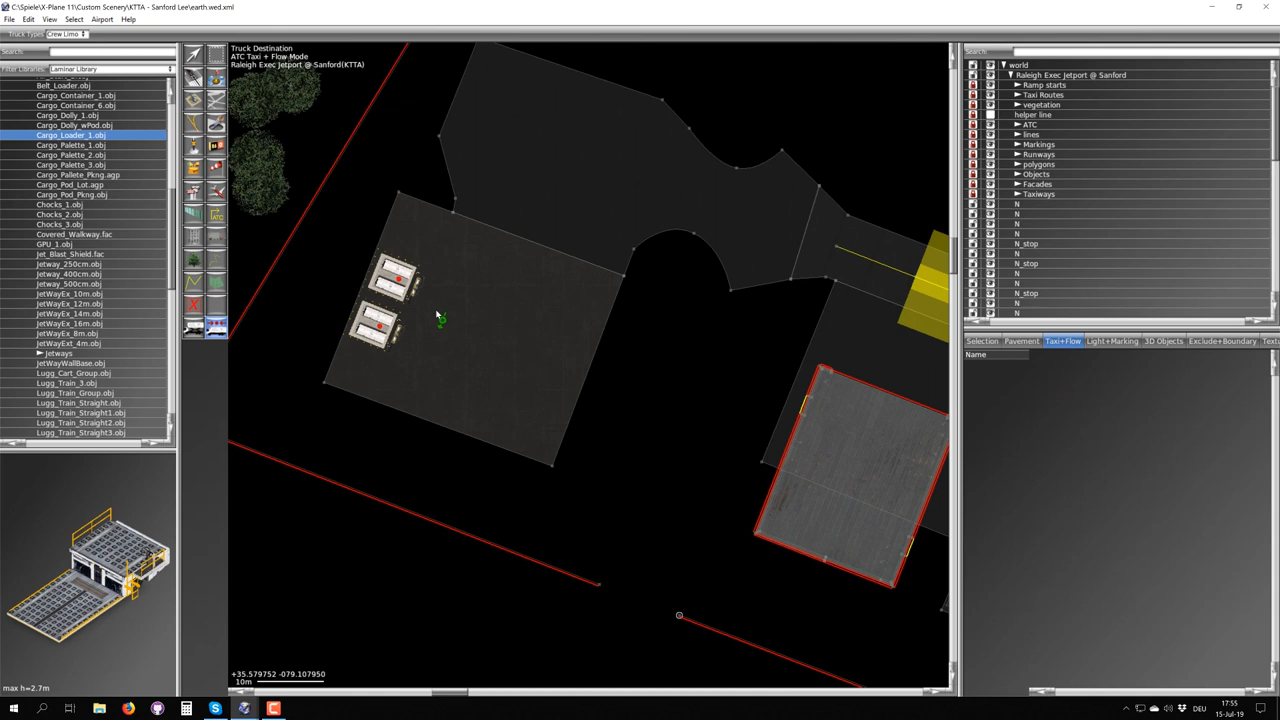 C:\Spiele\X-Plane 11/Custom Scenery/KTTA - Sanford Lee/earth.wed.xml
File Edit View Select Airport Help
Truck Types: Crew Limo
Search:
Filter Libraries: Laminar Library
Belt_Loader.obj
Cargo_Container_1.obj
Cargo_Container_6.obj
Cargo_Dolly_1.obj
Cargo_Dolly_wPod.obj
Cargo_Loader_1.obj
Cargo_Palette_1.obj
Cargo_Palette_2.obj
Cargo_Palette_3.obj
Cargo_Pallete_Pkng.agp
Cargo_Pod_Lot.agp
Cargo_Pod_Pkng.obj
Chocks_1.obj
Chocks_2.obj
Chocks_3.obj
Covered_Walkway.fac
GPU_1.obj
Jet_Blast_Shield.fac
Jetway_250cm.obj
Jetway_400cm.obj
Jetway_500cm.obj
JetWayEx_10m.obj
JetWayEx_12m.obj
JetWayEx_14m.obj
JetWayEx_16m.obj
JetWayEx_8m.obj
JetWayExt_4m.obj
Jetways
JetWayWallBase.obj
Lugg_Cart_Group.obj
Lugg_Train_3.obj
Lugg_Train_Group.obj
Lugg_Train_Straight.obj
Lugg_Train_Straight1.obj
Lugg_Train_Straight2.obj
Lugg_Train_Straight3.obj
max h=2.7m
ATC
Truck Destination
ATC Taxi + Flow Mode
Raleigh Exec Jetport @ Sanford(KTTA)
+35.579752 -079.107950
10m
Search:
world
Raleigh Exec Jetport @ Sanford
Ramp starts
Taxi Routes
vegetation
helper line
ATC
lines
Markings
Runways
polygons
Objects
Facades
Taxiways
N
N
N
N
N_stop
N
N_stop
N
N
N_stop
N
N
Selection Pavement Taxi+Flow Light+Marking 3D Objects Exclude+Boundary Textu
Name
DEU
17:55
15-Jul-19